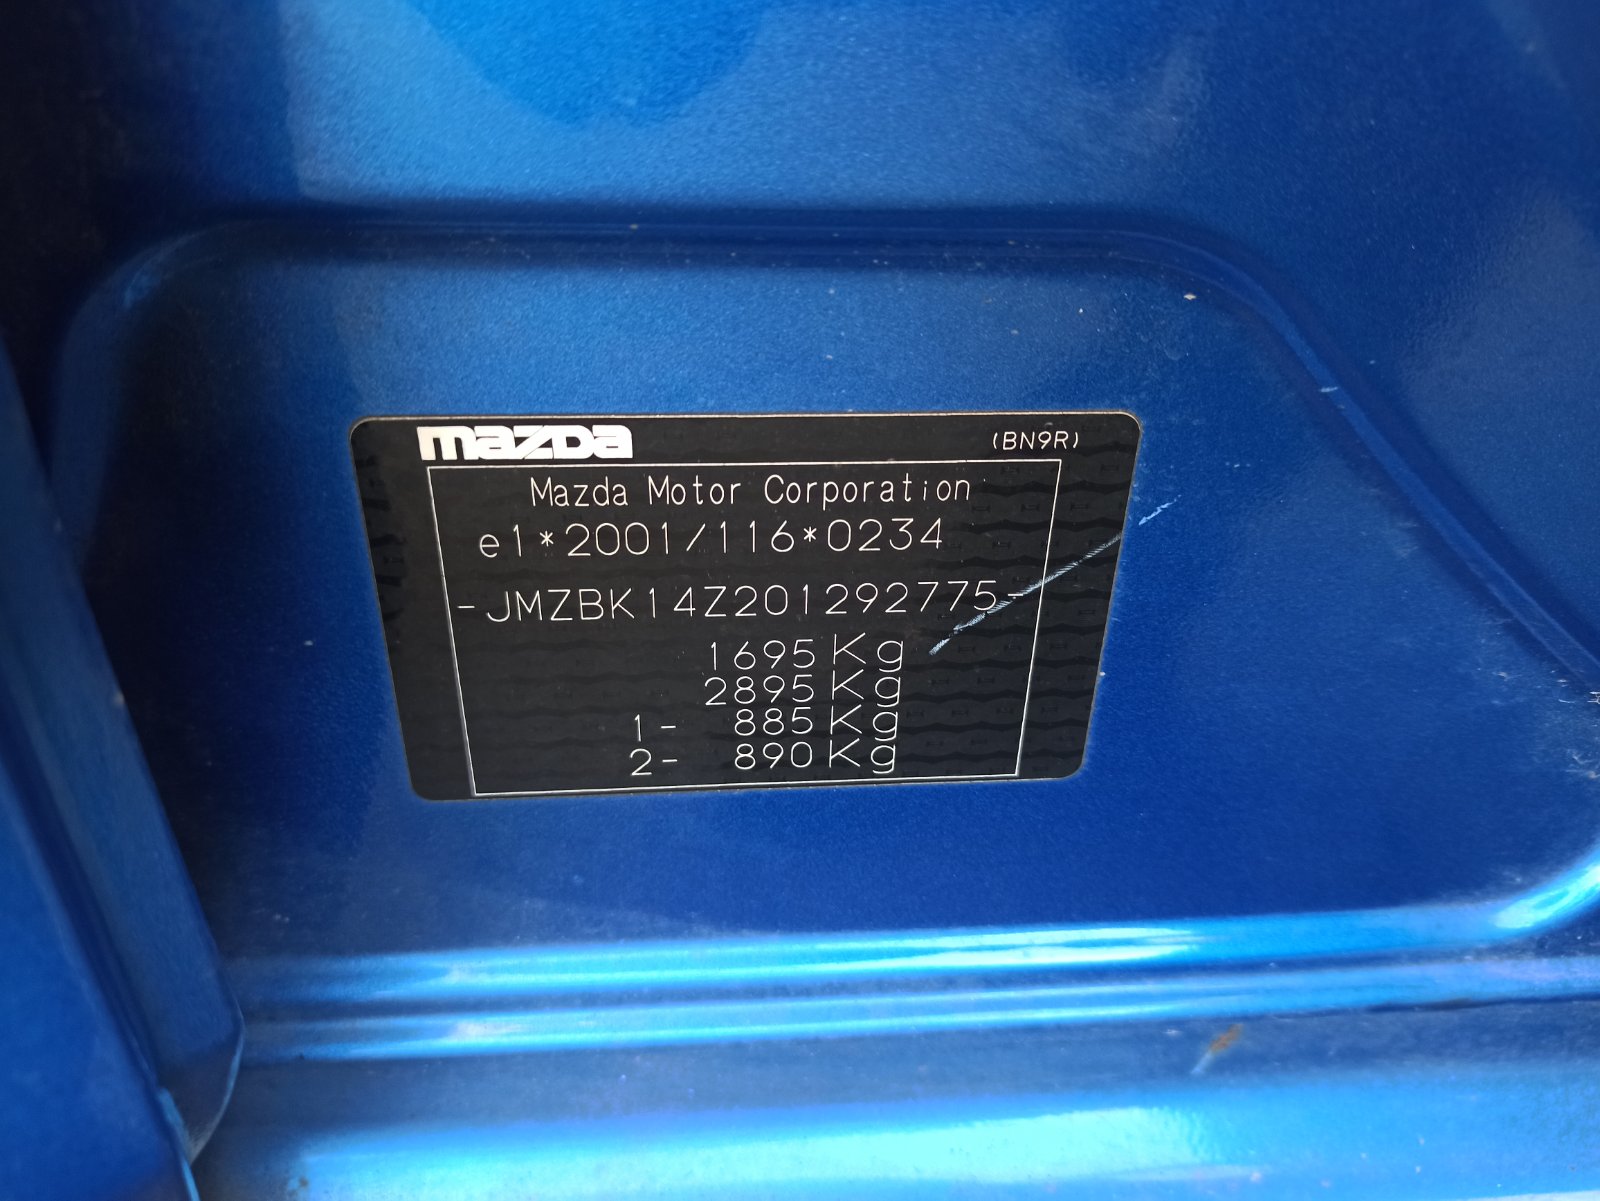 mazda (BN9R)
Mazda Motor Corporation
e1*2001/116*0234
-JMZBK14Z201292775-
1695 Kg
2895 Kg
1- 885 Kg
2- 890 Kg